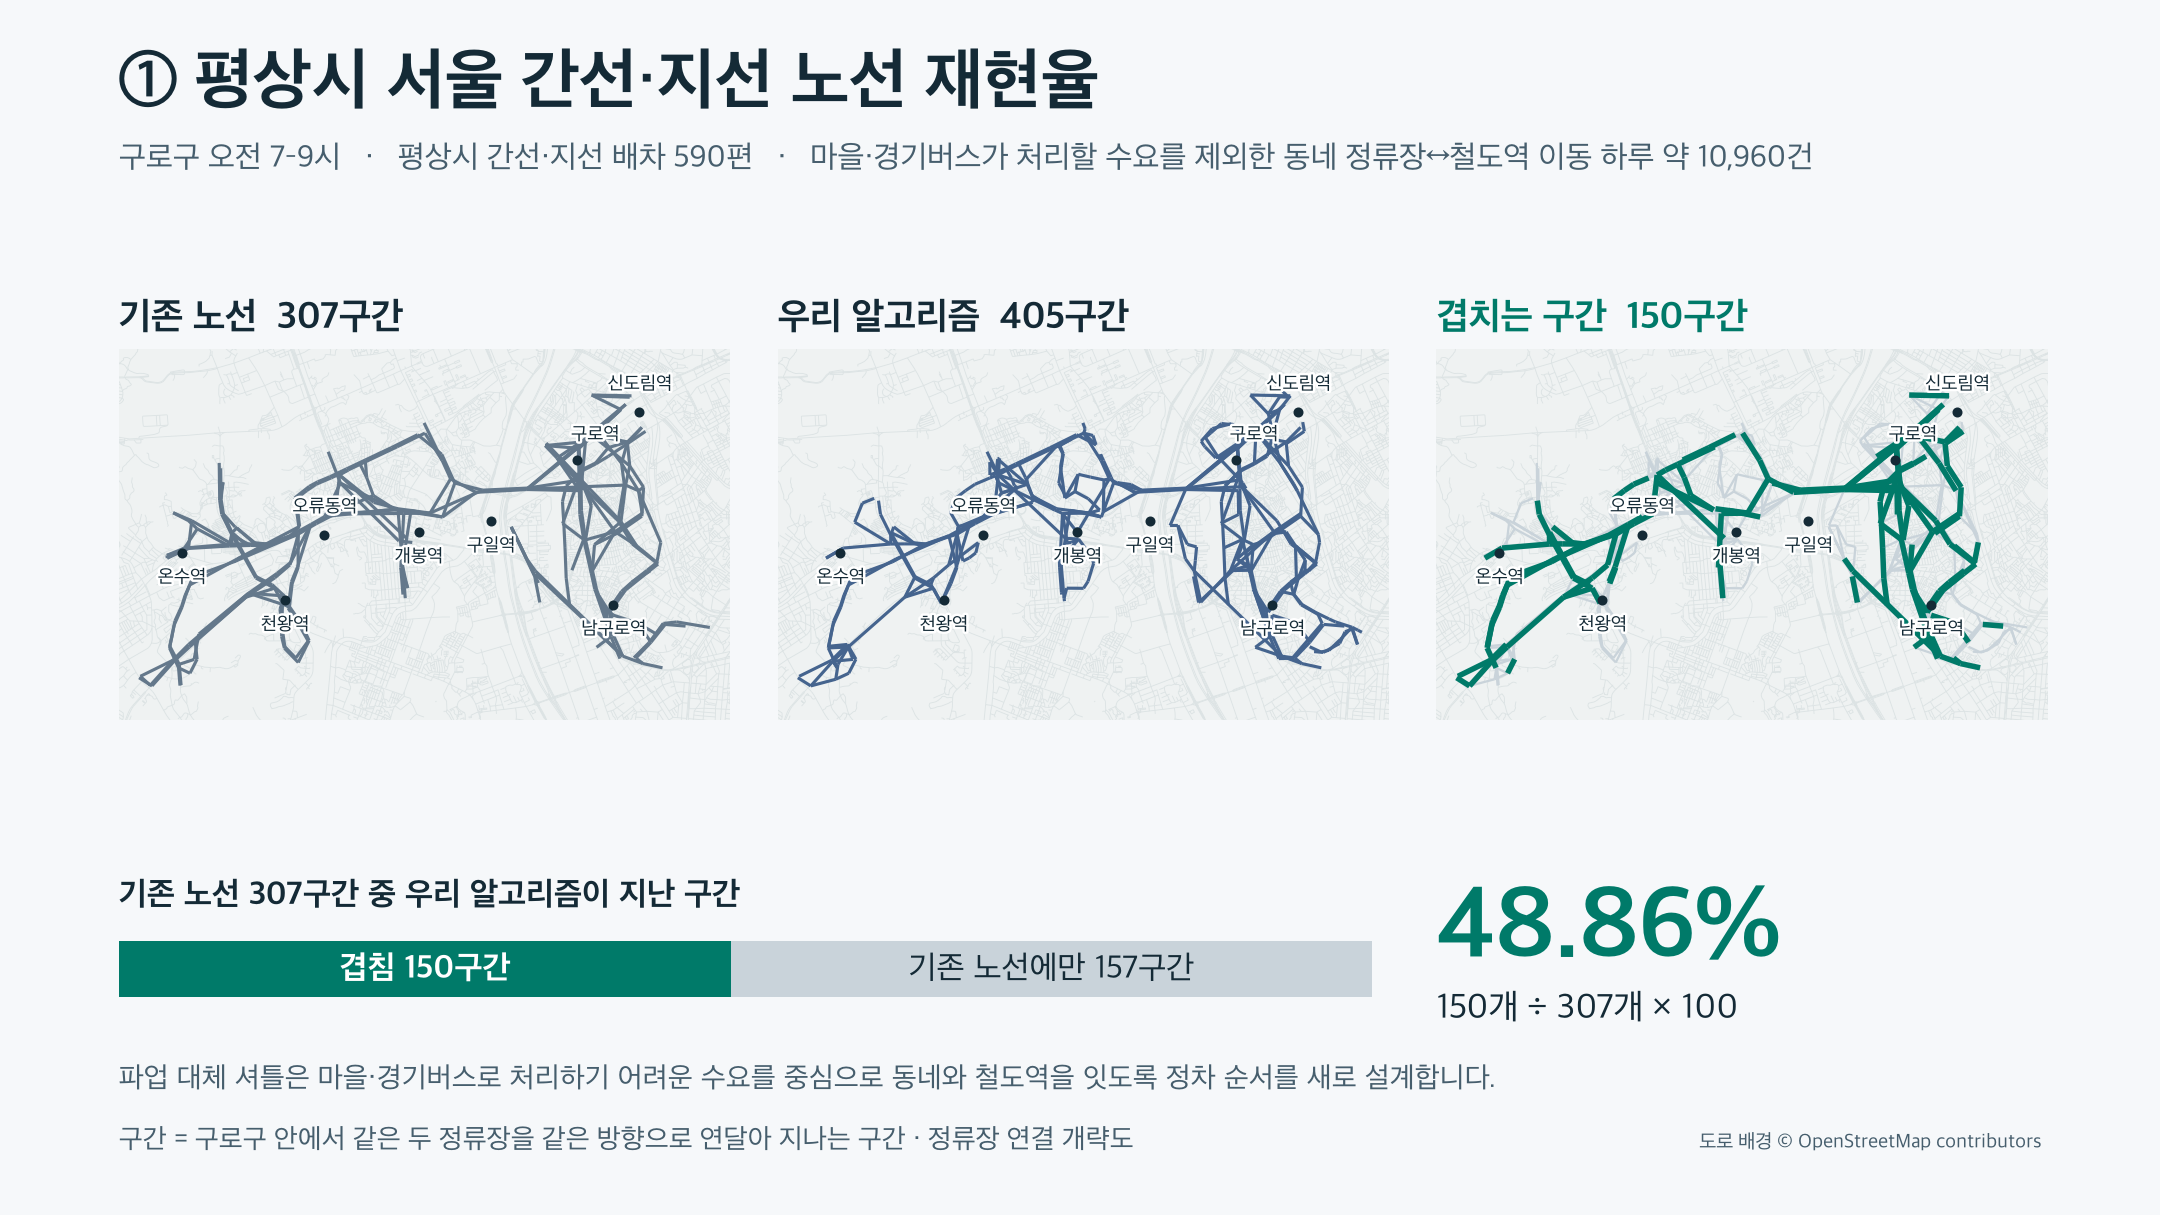 ① 평상시 서울 간선·지선 노선 재현율
구로구 오전 7-9시 · 평상시 간선·지선 배차 590편 · 마을·경기버스가 처리할 수요를 제외한 동네 정류장↔철도역 이동 하루 약 10,960건
기존 노선 307구간
신도림역
구로역
오류동역
개봉역
구일역
온수역
천왕역
남구로역
우리 알고리즘 405구간
신도림역
구로역
오류동역
개봉역
구일역
온수역
천왕역
남구로역
겹치는 구간 150구간
신도림역
구로역
오류동역
개봉역
구일역
온수역
천왕역
남구로역
기존 노선 307구간 중 우리 알고리즘이 지난 구간
겹침 150구간
기존 노선에만 157구간
48.86%
150개 ÷ 307개 × 100
파업 대체 셔틀은 마을·경기버스로 처리하기 어려운 수요를 중심으로 동네와 철도역을 잇도록 정차 순서를 새로 설계합니다.
구간 = 구로구 안에서 같은 두 정류장을 같은 방향으로 연달아 지나는 구간 · 정류장 연결 개략도
도로 배경 © OpenStreetMap contributors